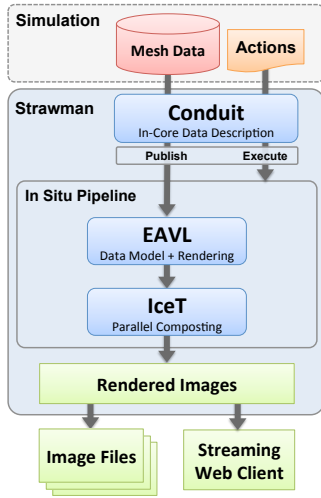 Simulation
Mesh Data
Actions
Strawman
Conduit
In-Core Data Description
Publish
Execute
In Situ Pipeline
EAVL
Data Model + Rendering
IceT
Parallel Composting
Rendered Images
Image Files
Streaming
Web Client